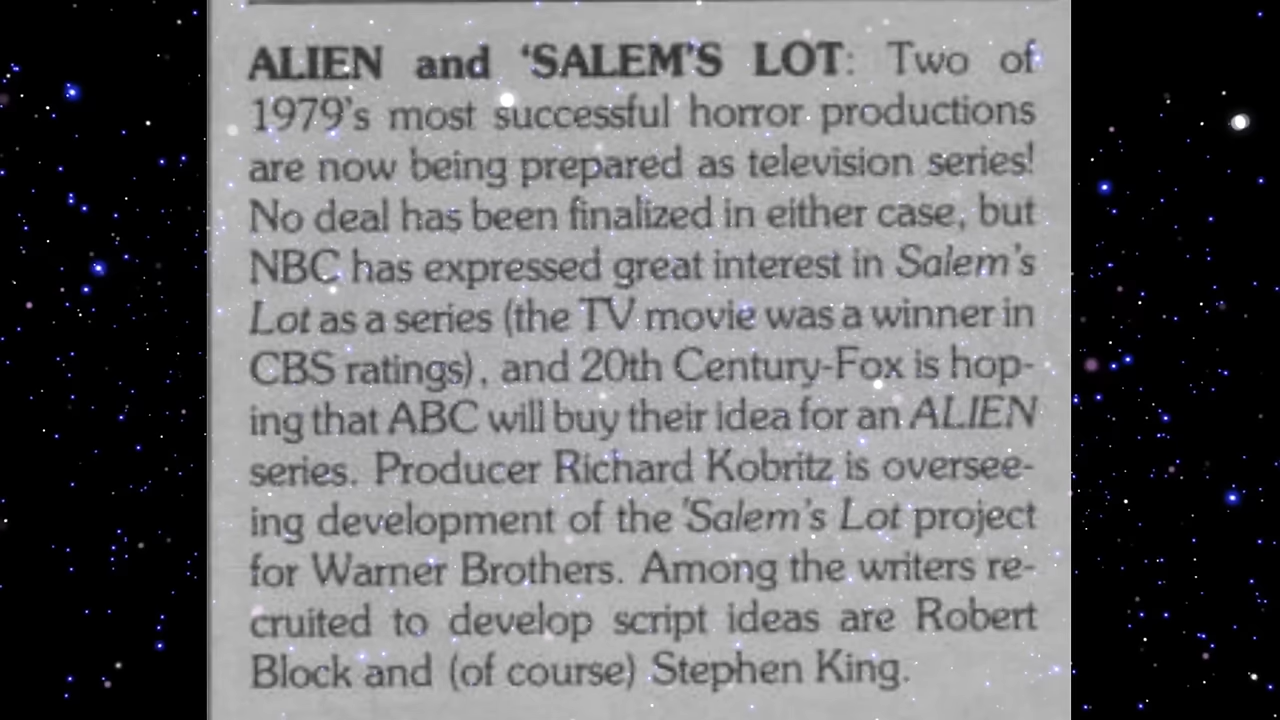 ALIEN and ‘SALEM’S LOT: Two of
1979’s most successful horror productions
are now being prepared as television series!
No deal has been finalized in either case, but
NBC has expressed great interest in Salem’s
Lot as a series (the TV movie was a winner in
CBS ratings), and 20th Century-Fox is hop-
ing that ABC will buy their idea for an ALIEN
series. Producer Richard Kobritz is oversee-
ing development of the ’Salem’s Lot project
for Warner Brothers. Among the writers re-
cruited to develop script ideas are Robert
Block and (of course) Stephen King.